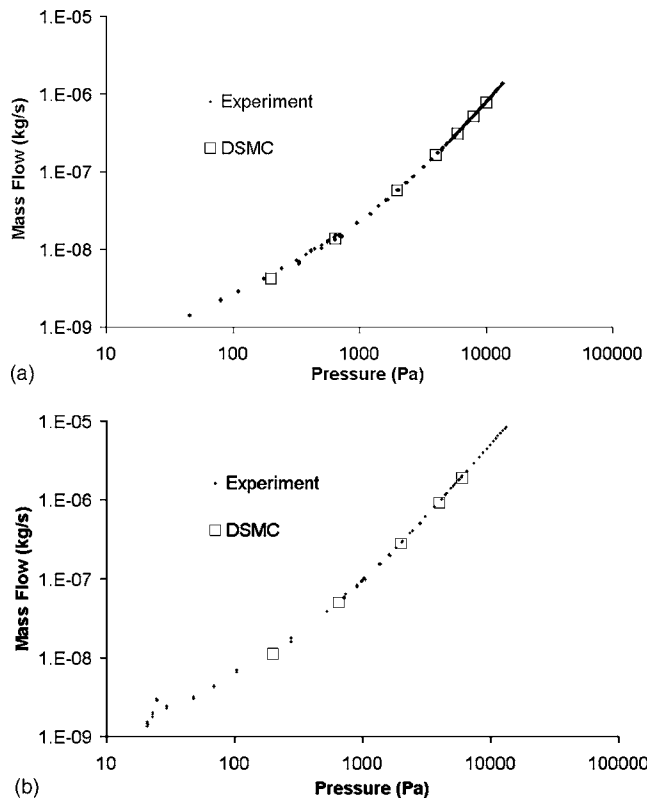 1.E-05
1.E-06
1.E-07
1.E-08
1.E-09
Mass Flow (kg/s)
Experiment
DSMC
10
100
1000
10000
100000
Pressure (Pa)
(a)
1.E-05
1.E-06
1.E-07
1.E-08
1.E-09
Mass Flow (kg/s)
Experiment
DSMC
10
100
1000
10000
100000
Pressure (Pa)
(b)